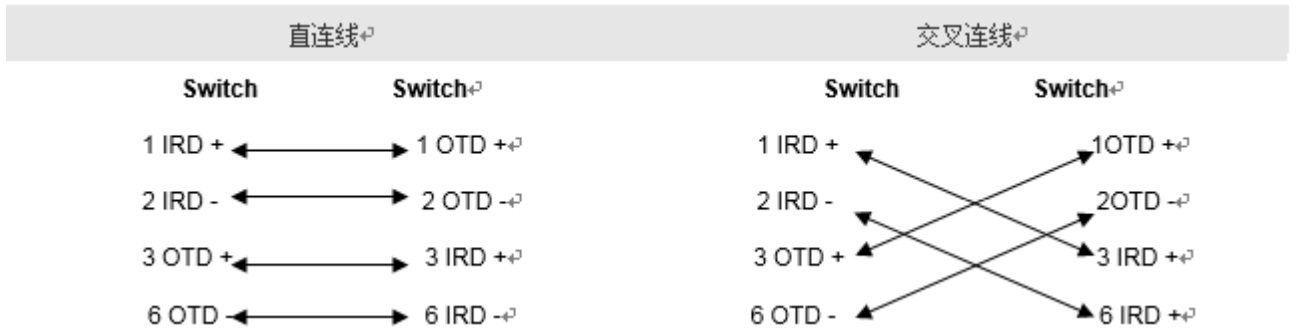 直连线 交叉连线
Switch Switch Switch Switch
1 IRD + 1 OTD + 1 IRD + 1OTD +
2 IRD - 2 OTD - 2 IRD - 2OTD -
3 OTD + 3 IRD + 3 OTD + 3 IRD +
6 OTD - 6 IRD - 6 OTD - 6 IRD +